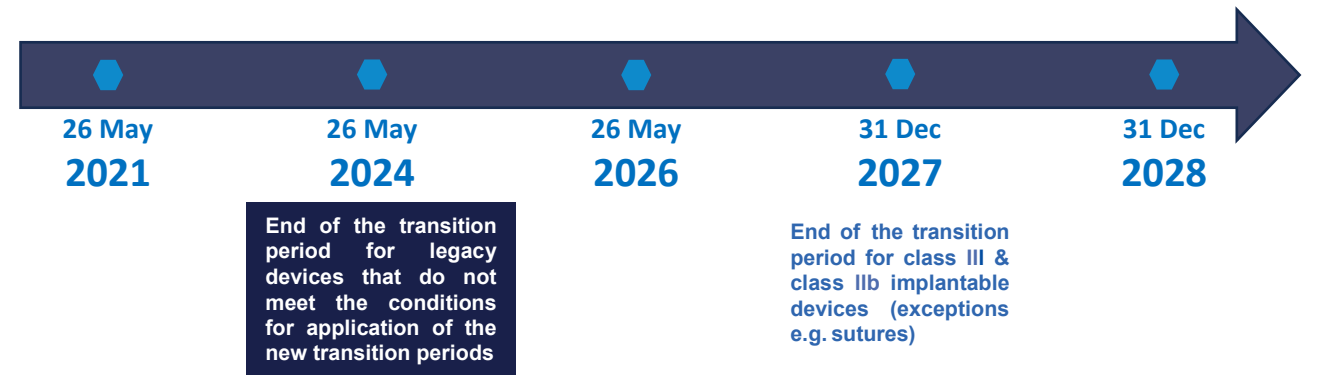 26 May
2021
26 May
2024
26 May
2026
31 Dec
2027
31 Dec
2028
End of the transition
period for legacy
devices that do not
meet the conditions
for application of the
new transition periods
End of the transition
period for class III &
class IIb implantable
devices (exceptions
e.g. sutures)